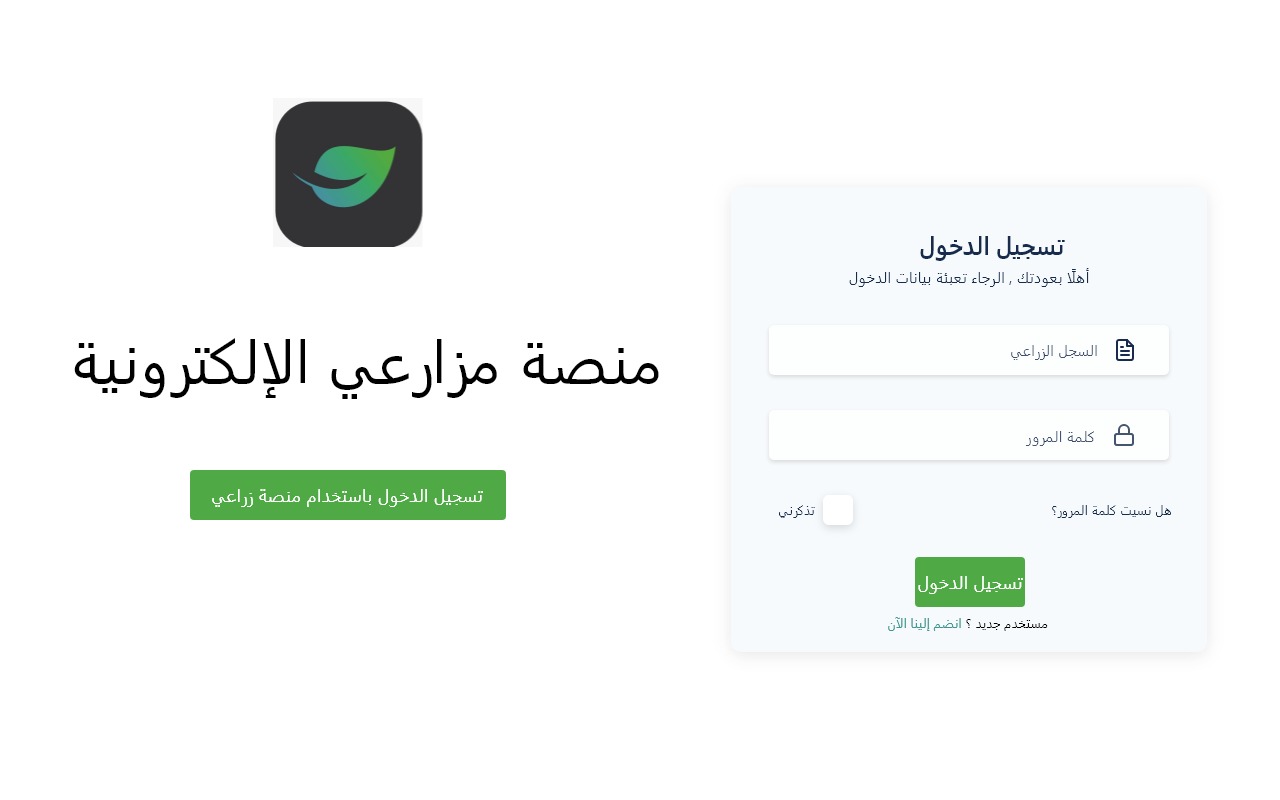 تسجيل الدخول
أهلًا بعودتك , الرجاء تعبئة بيانات الدخول
السجل الزراعي
كلمة المرور
هل نسيت كلمة المرور؟
تذكرني
تسجيل الدخول
مستخدم جديد ؟ انضم إلينا الآن
منصة مزارعي الإلكترونية
تسجيل الدخول باستخدام منصة زراعي